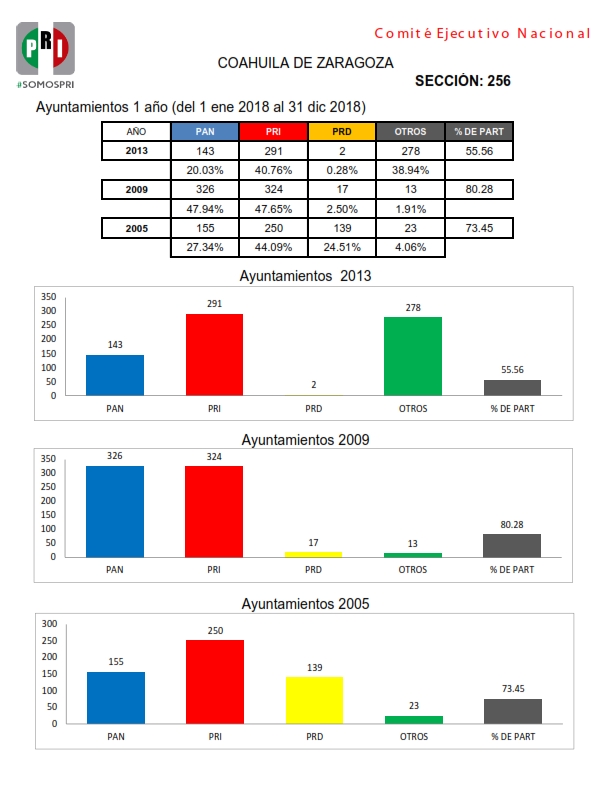 Comité Ejecutivo Nacional
PRI
#SOMOSPRI
COAHUILA DE ZARAGOZA
SECCIÓN: 256
Ayuntamientos 1 año (del 1 ene 2018 al 31 dic 2018)
AÑO PAN PRI PRD OTROS % DE PART
2013 143 291 2 278 55.56
20.03% 40.76% 0.28% 38.94%
2009 326 324 17 13 80.28
47.94% 47.65% 2.50% 1.91%
2005 155 250 139 23 73.45
27.34% 44.09% 24.51% 4.06%
Ayuntamientos 2013
350
300
250
200
150
100
50
0
143 291 2 278 55.56
PAN PRI PRD OTROS % DE PART
Ayuntamientos 2009
350
300
250
200
150
100
50
0
326 324 17 13 80.28
PAN PRI PRD OTROS % DE PART
Ayuntamientos 2005
300
250
200
150
100
50
0
155 250 139 23 73.45
PAN PRI PRD OTROS % DE PART